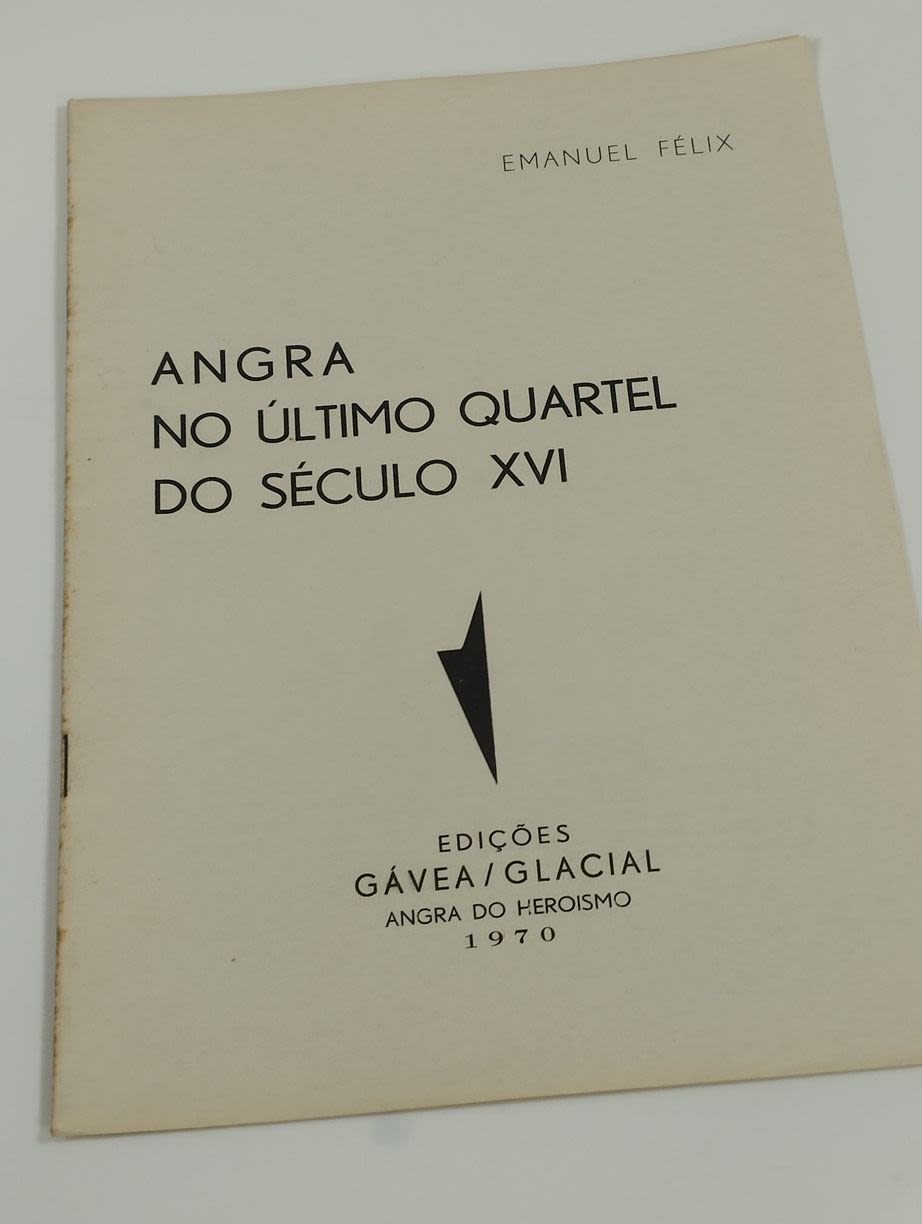 EMANUEL FÉLIX
ANGRA
NO ÚLTIMO QUARTEL
DO SÉCULO XVI
EDIÇÕES
GÁVEA/GLACIAL
ANGRA DO HEROISMO
1970